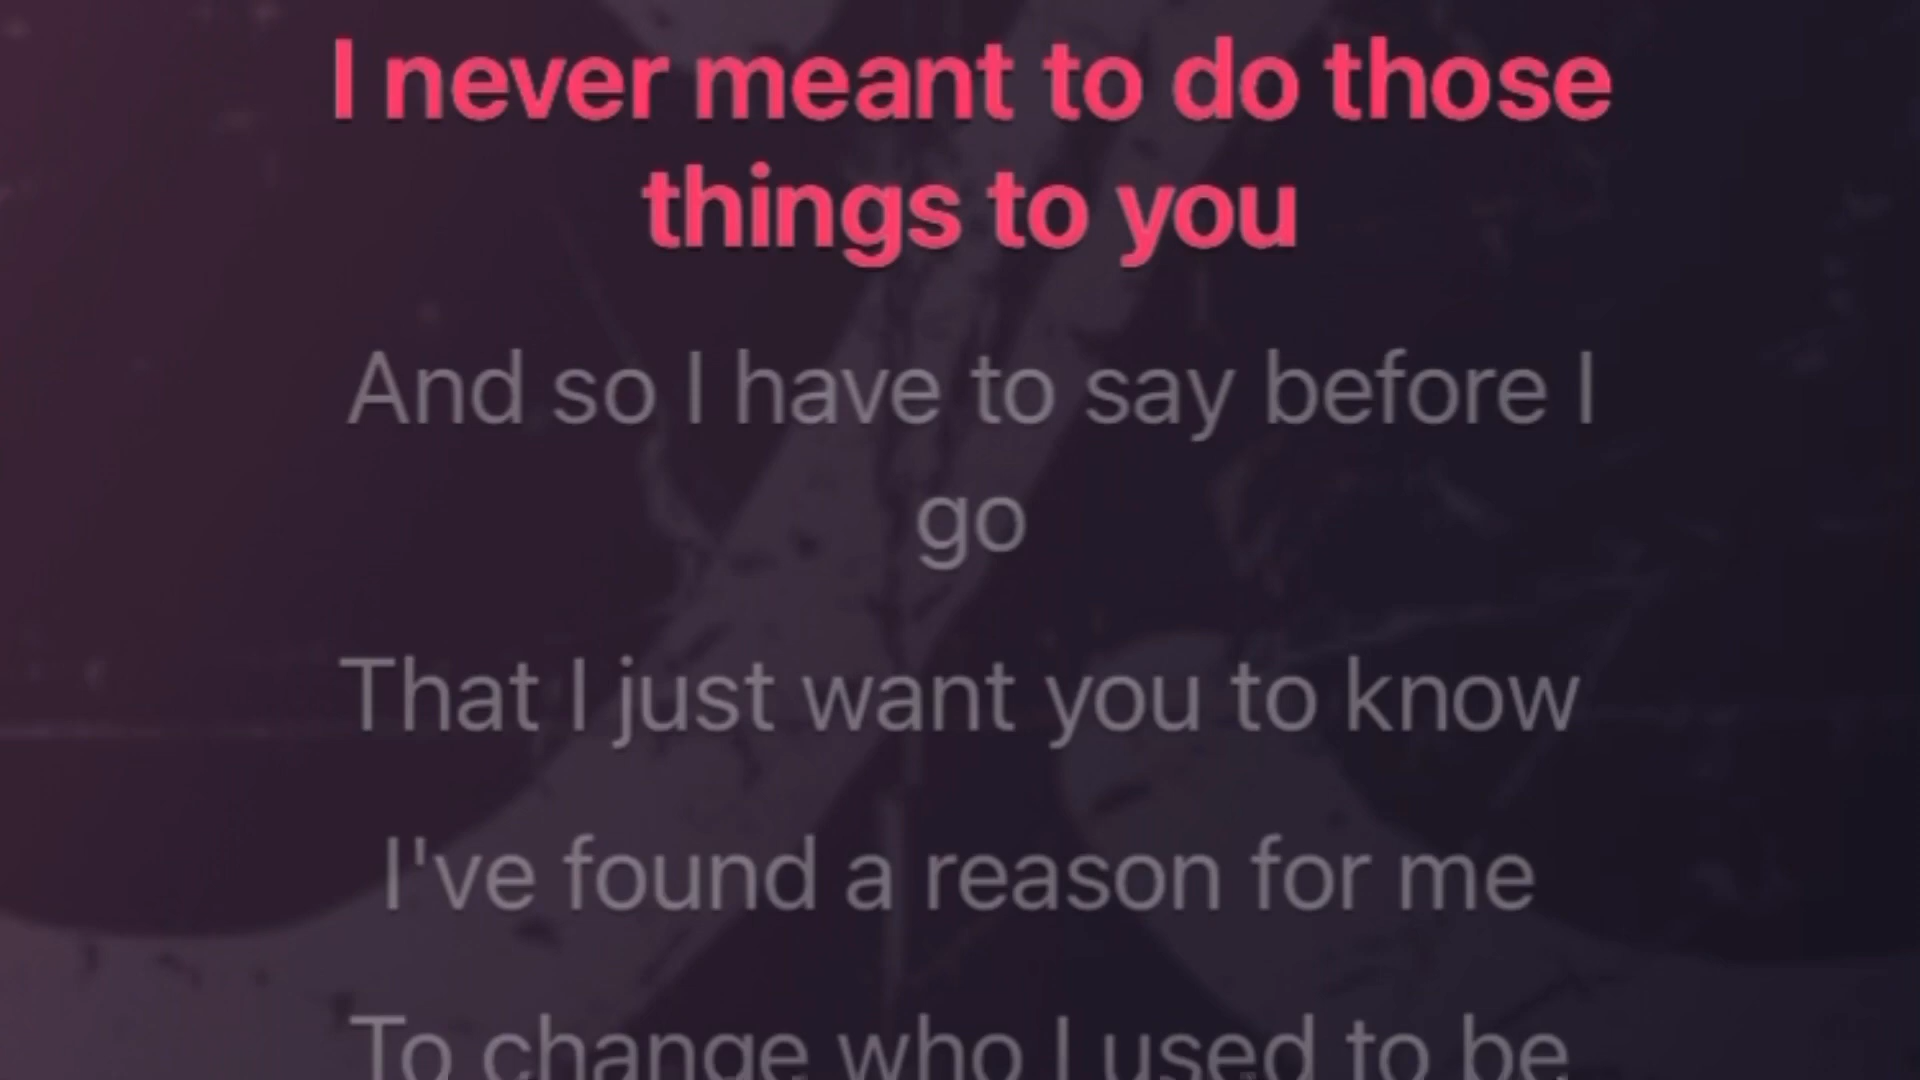 I never meant to do those
things to you
And so I have to say before I
go
That I just want you to know
I've found a reason for me
To change who I used to be